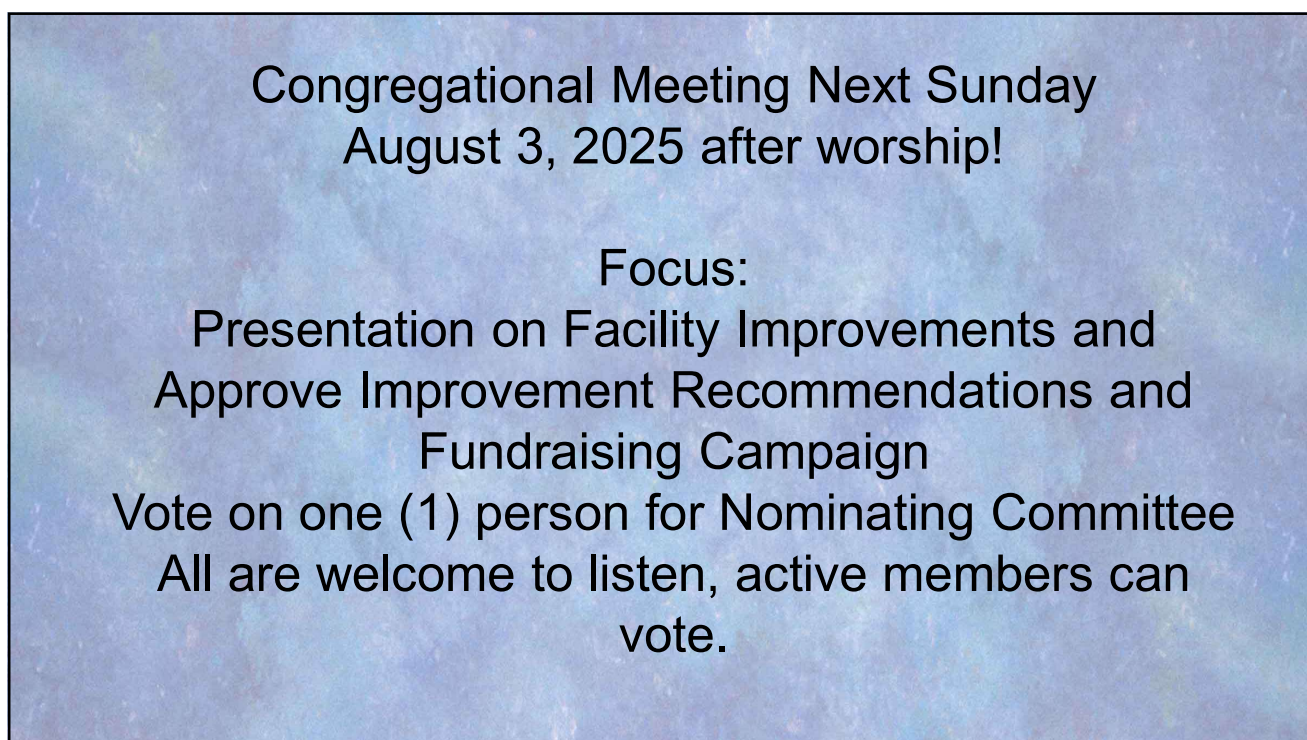 Congregational Meeting Next Sunday
August 3, 2025 after worship!
Focus:
Presentation on Facility Improvements and
Approve Improvement Recommendations and
Fundraising Campaign
Vote on one (1) person for Nominating Committee
All are welcome to listen, active members can
vote.